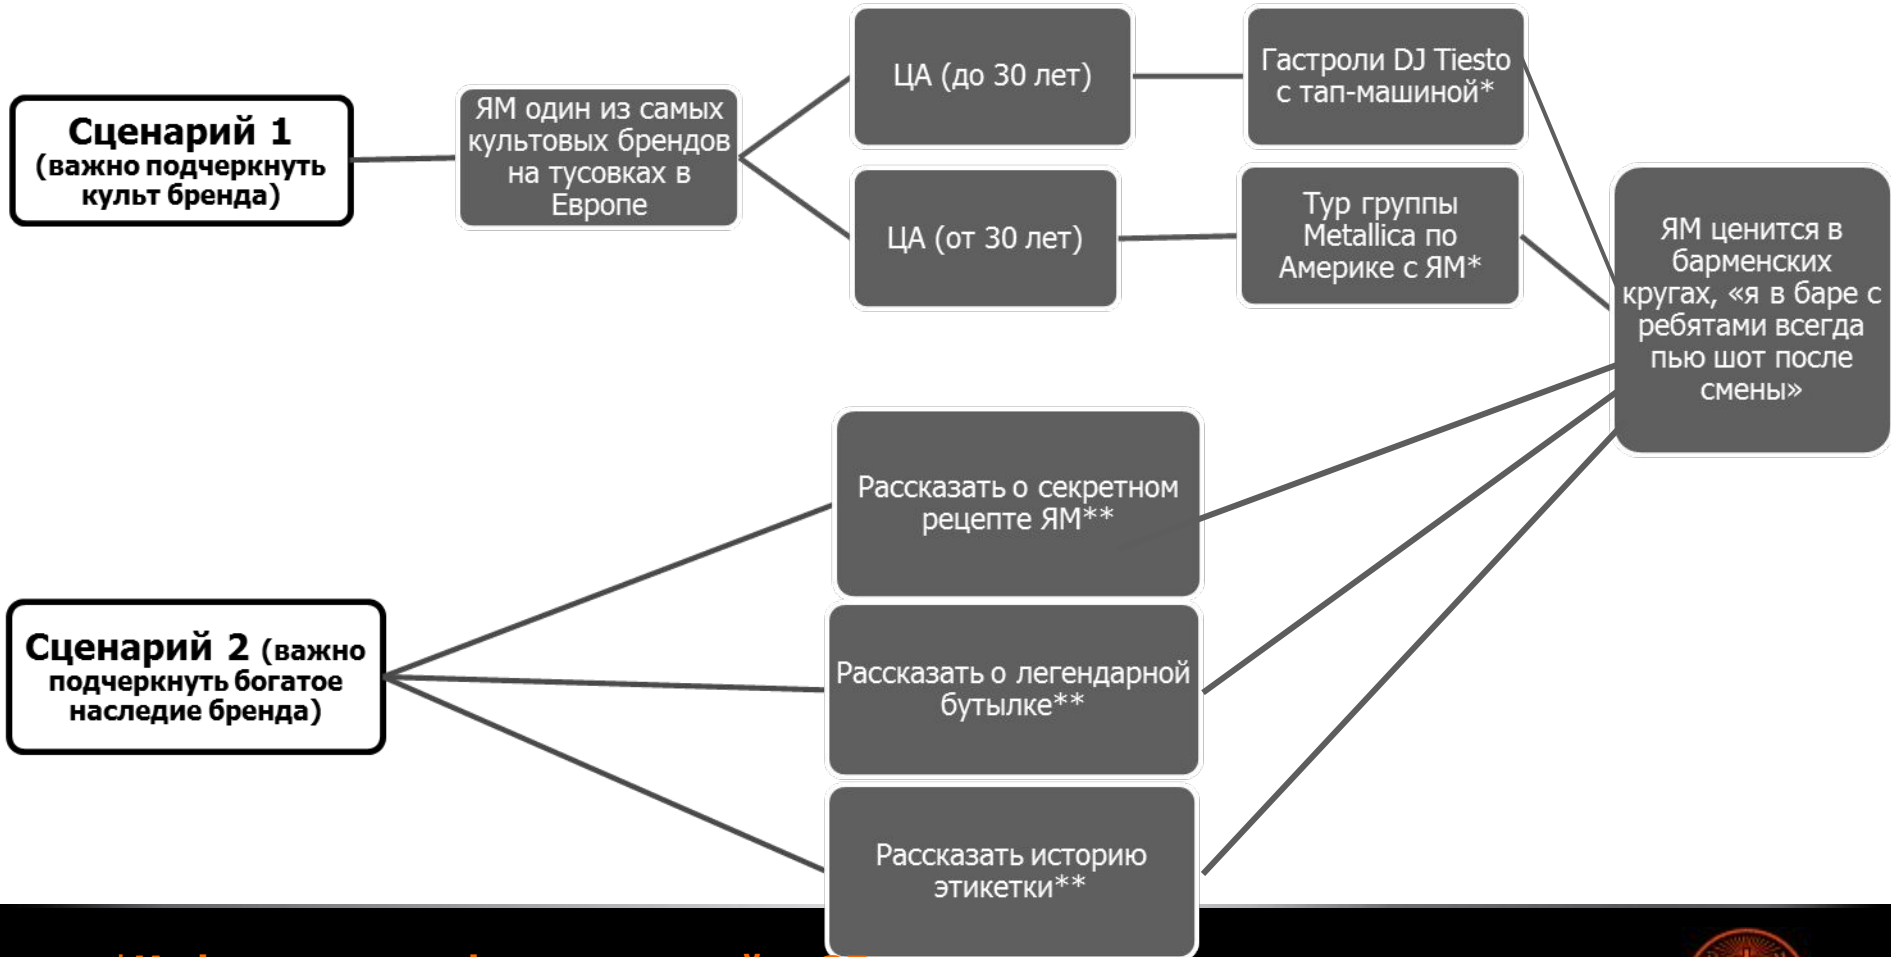 Сценарий 1
(важно подчеркнуть
культ бренда)
ЯМ один из самых
культовых брендов
на тусовках в
Европе
ЦА (до 30 лет)
Гастроли DJ Tiesto
с тап-машиной*
ЦА (от 30 лет)
Тур группы
Metallica по
Америке с ЯМ*
ЯМ ценится в
барменских
кругах, «я в баре с
ребятами всегда
пью шот после
смены»
Сценарий 2 (важно
подчеркнуть богатое
наследие бренда)
Рассказать о секретном
рецепте ЯМ**
Рассказать о легендарной
бутылке**
Рассказать историю
этикетки**